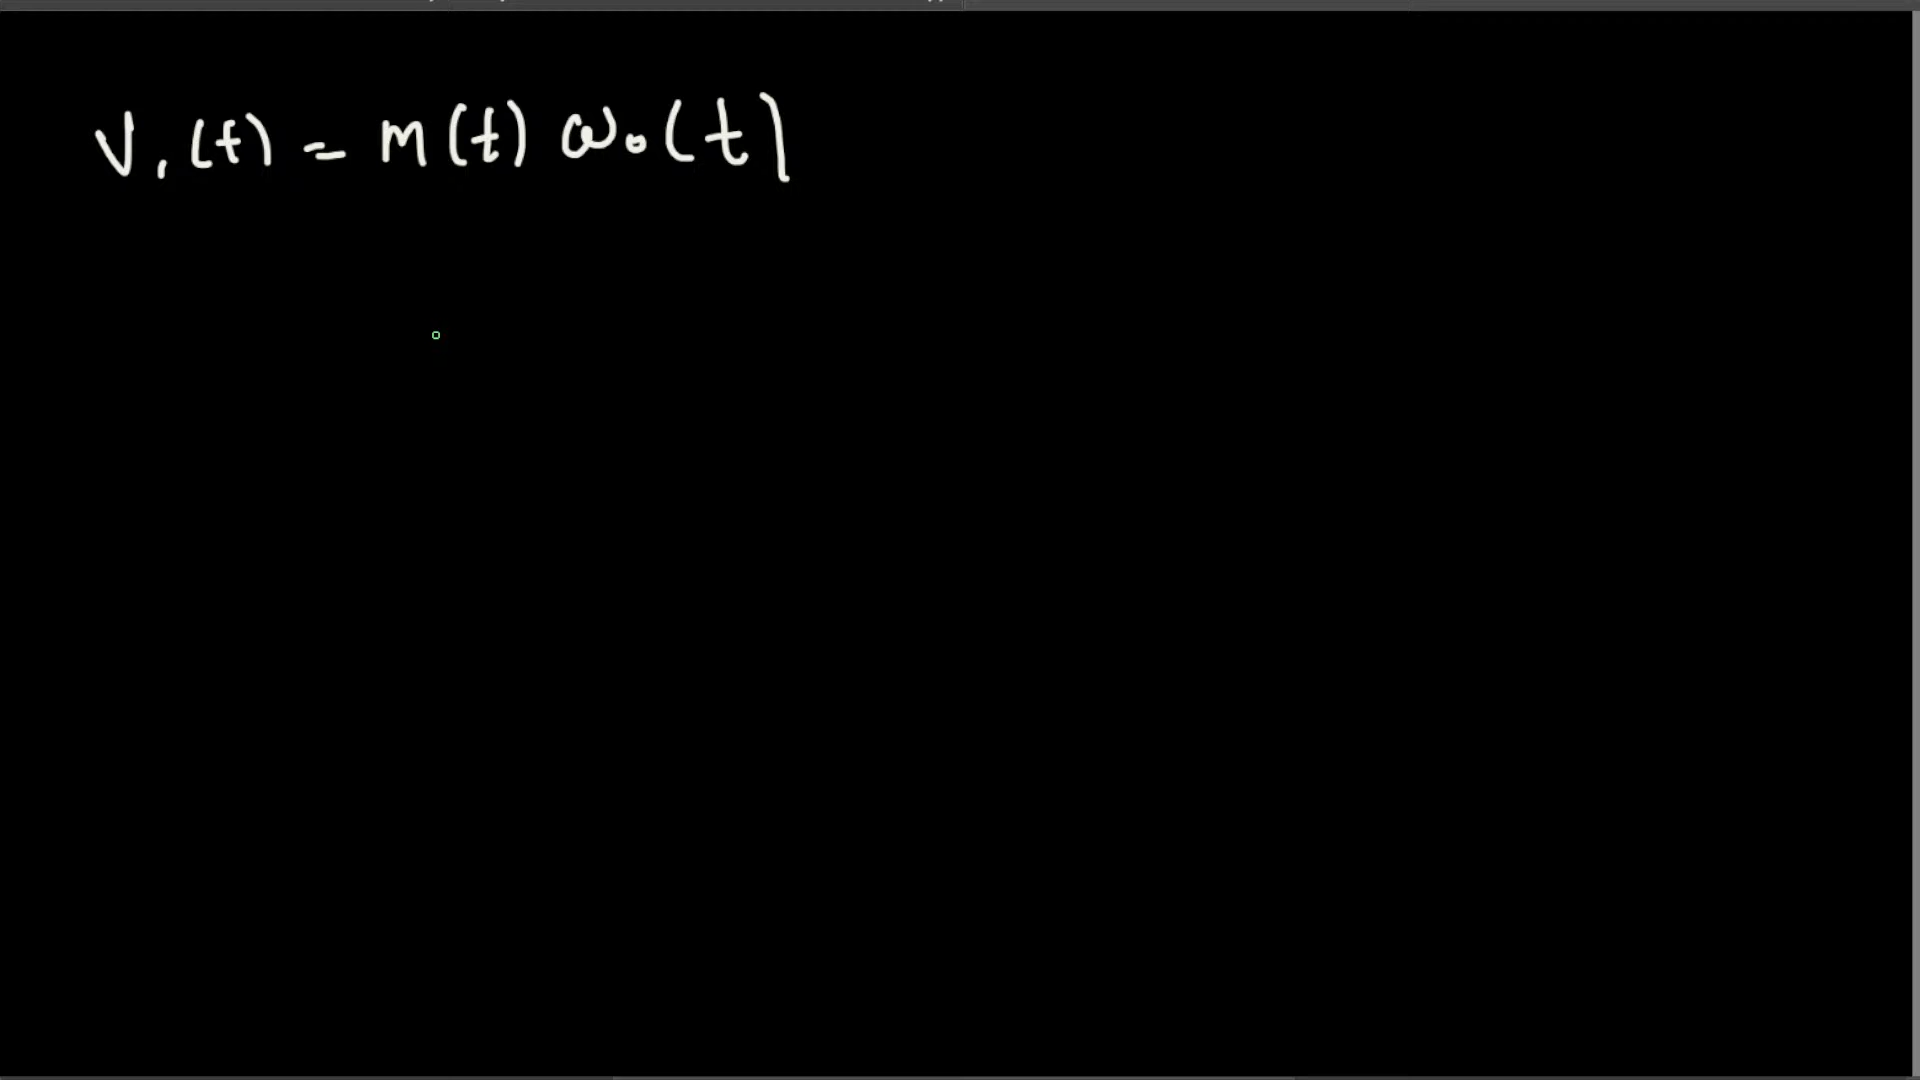 V₁(t) = m(t) ω₀(t)